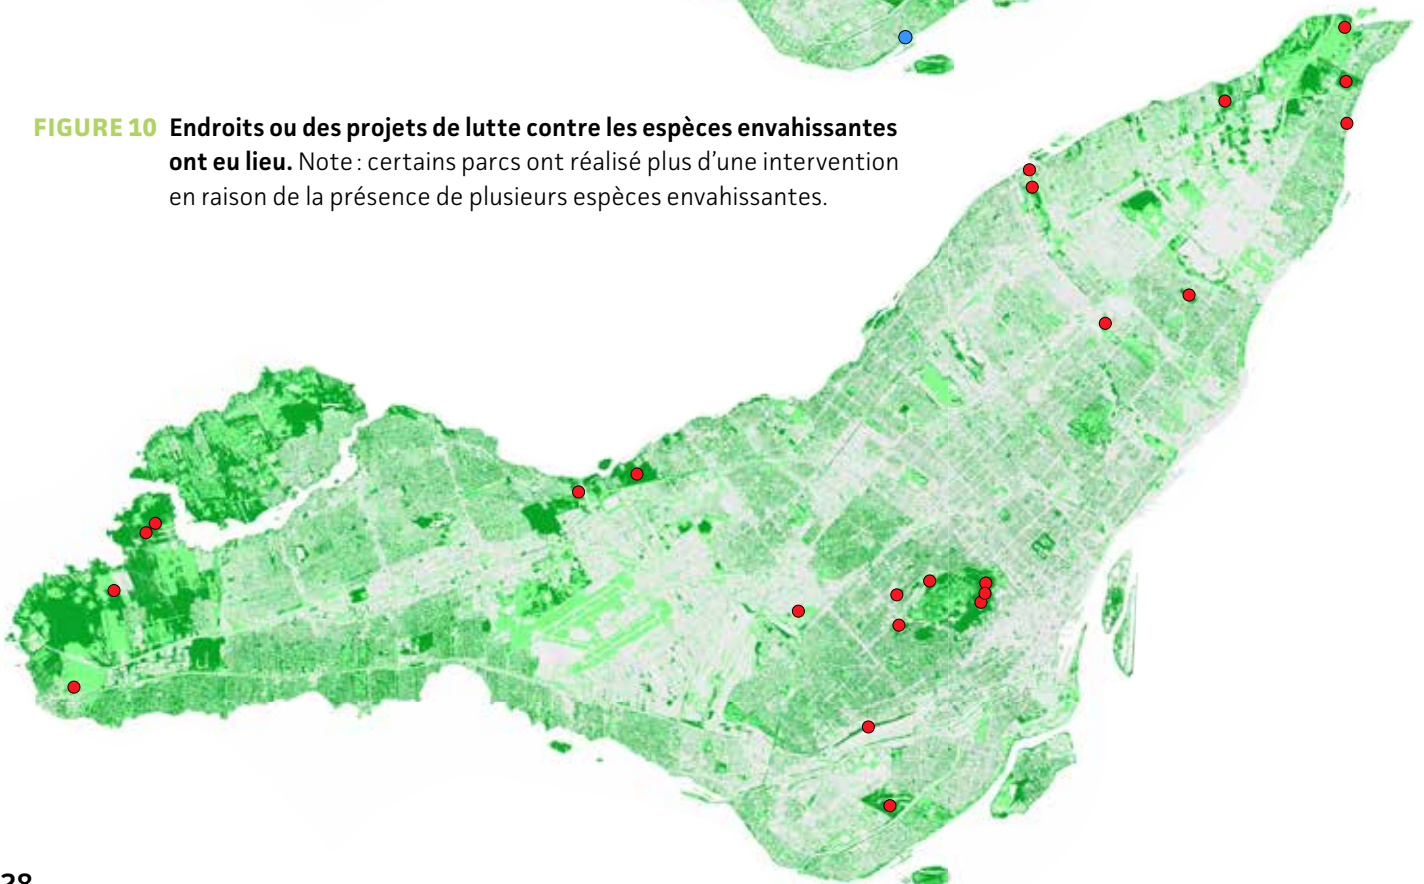 FIGURE 10 Endroits ou des projets de lutte contre les espèces envahissantes
ont eu lieu. Note : certains parcs ont réalisé plus d’une intervention
en raison de la présence de plusieurs espèces envahissantes.
28